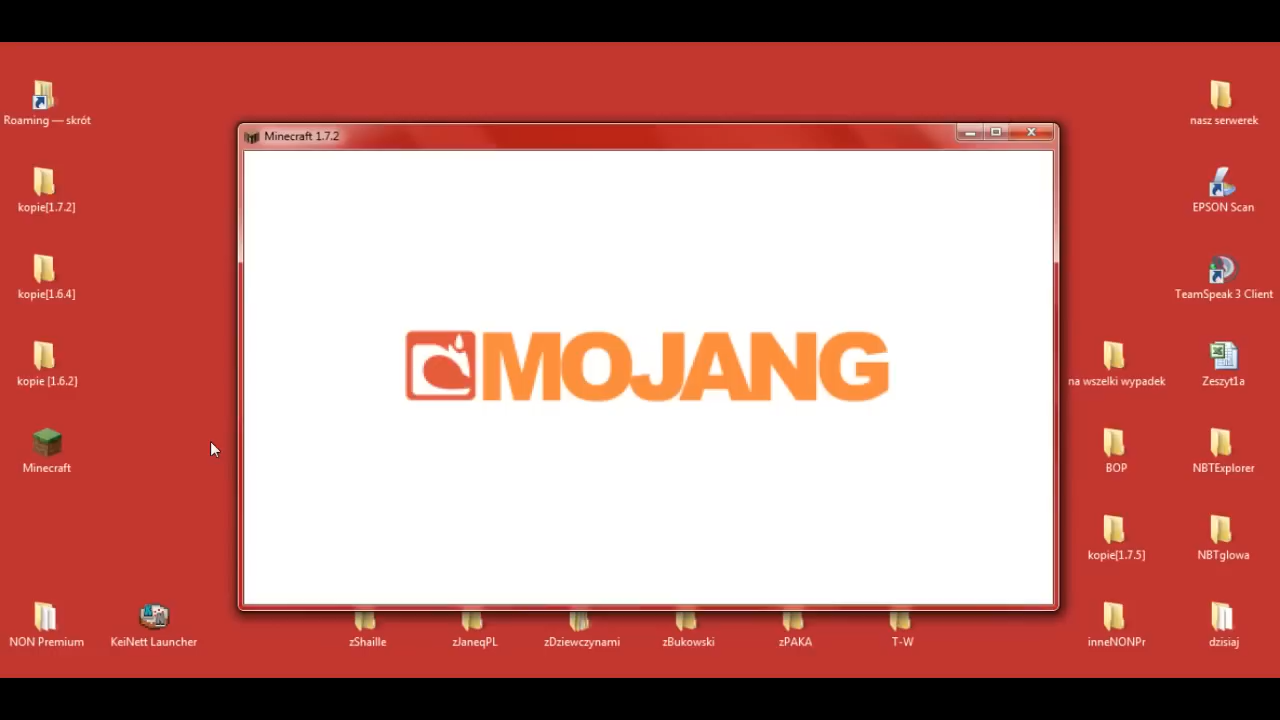 Roaming — skrót
nasz serwerek
Minecraft 1.7.2
kopie[1.7.2]
EPSON Scan
kopie[1.6.4]
TeamSpeak 3 Client
MOJANG
kopie [1.6.2]
na wszelki wypadek
Zeszyt1a
Minecraft
BOP
NBTExplorer
kopie[1.7.5]
NBTglowa
NON Premium
KeiNett Launcher
zShaille
zJaneqPL
zDziewczynami
zBukowski
zPAKA
T-W
inneNONPr
dzisiaj